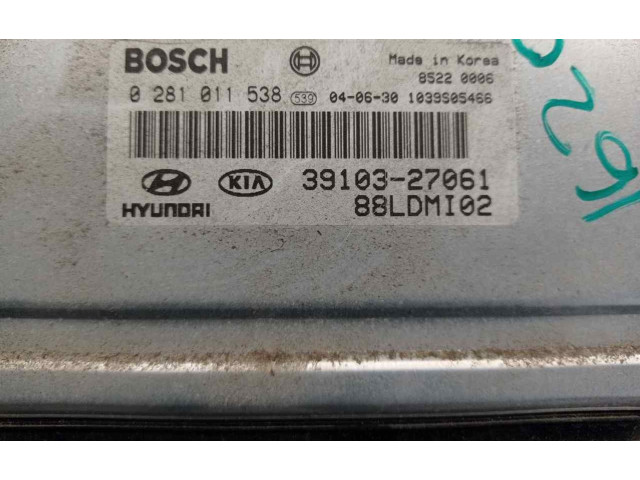 BOSCH Made in Korea
8522 0006
0 281 011 538 539 04-06-30 1039S05466
HYUNDAI KIA 39103-27061
88LDMI02